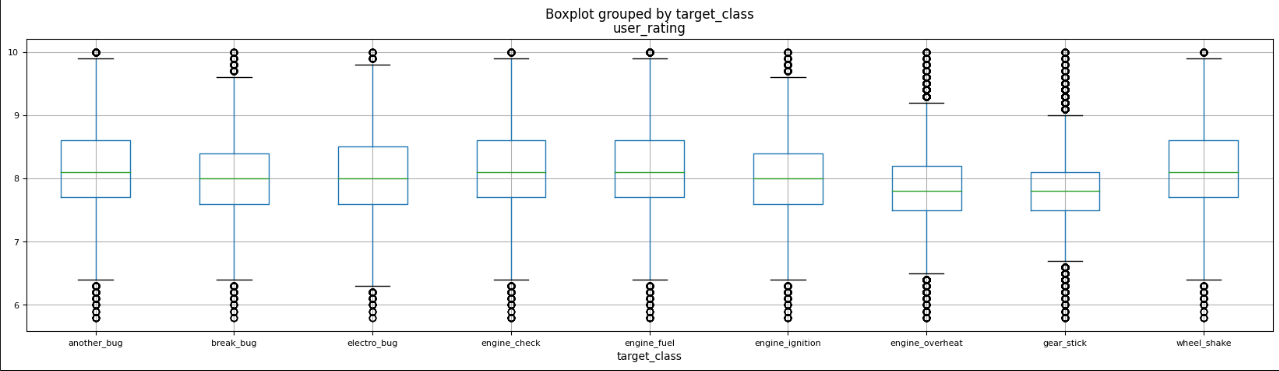 Boxplot grouped by target_class
user_rating
10
9
8
7
6
another_bug break_bug electro_bug engine_check engine_fuel engine_ignition engine_overheat gear_stick wheel_shake
target_class